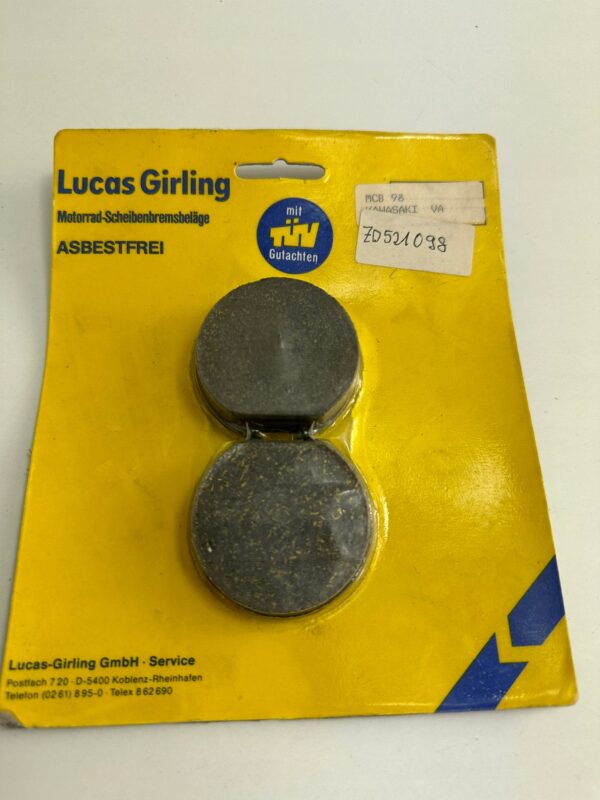 Lucas Girling
Motorrad-Scheibenbremsbeläge
ASBESTFREI
mit
TÜV
Gutachten
MCB 98
KAWASAKI VA
ZD521098
Lucas-Girling GmbH · Service
Postfach 7 20 · D-5400 Koblenz-Rheinhafen
Telefon (02 61) 8 95-0 · Telex 8 62 690